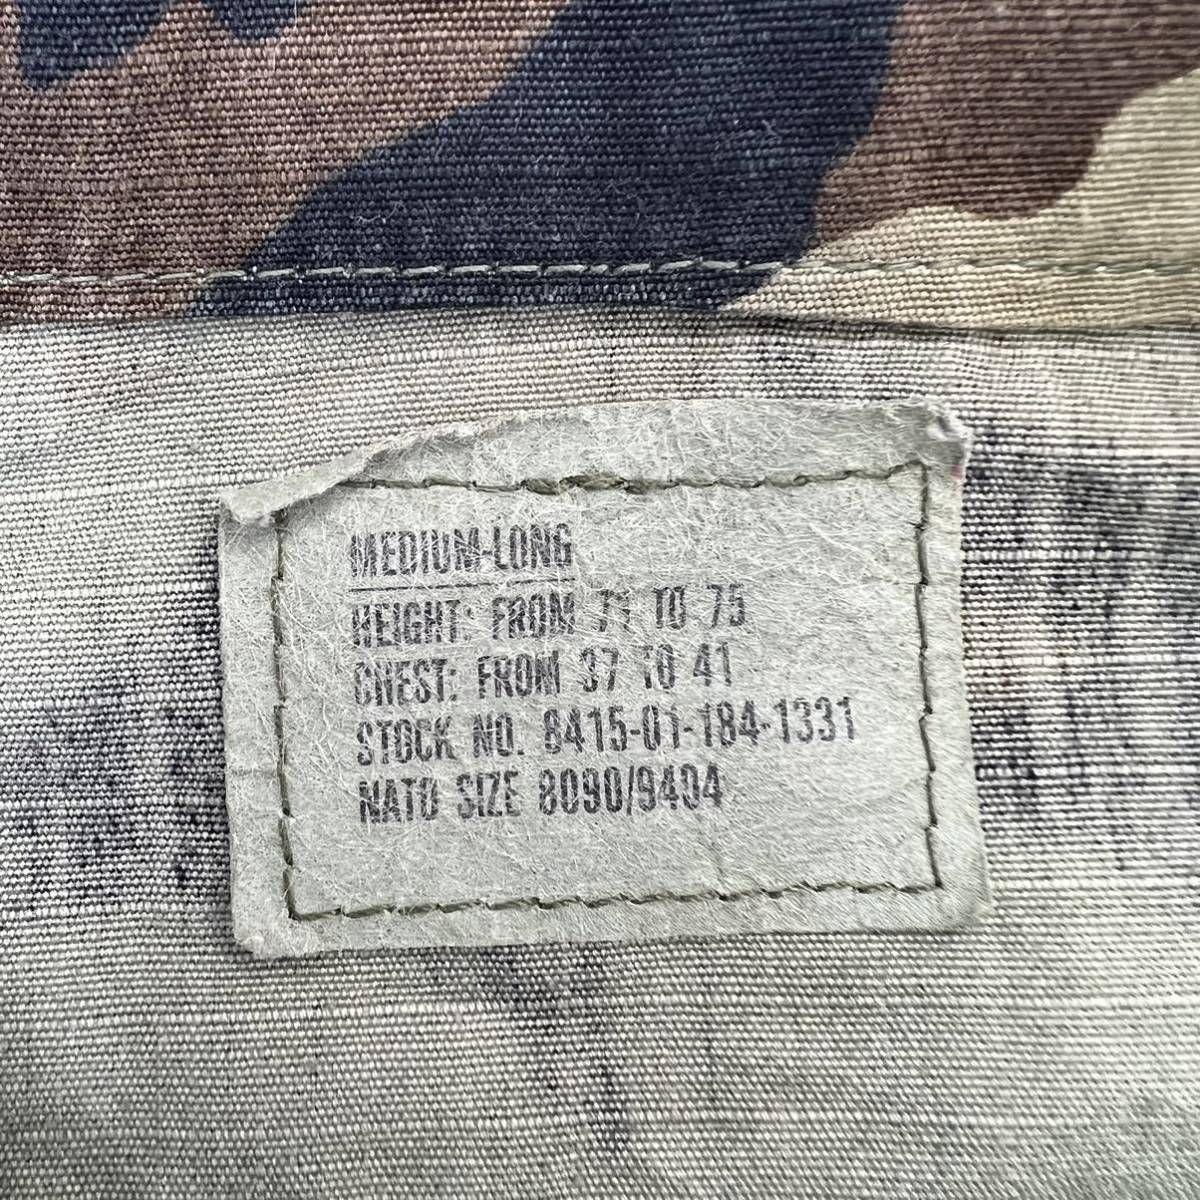 MEDIUM-LONG
HEIGHT: FROM 71 TO 75
CHEST: FROM 37 TO 41
STOCK NO. 8415-01-184-1331
NATO SIZE 8090/9404